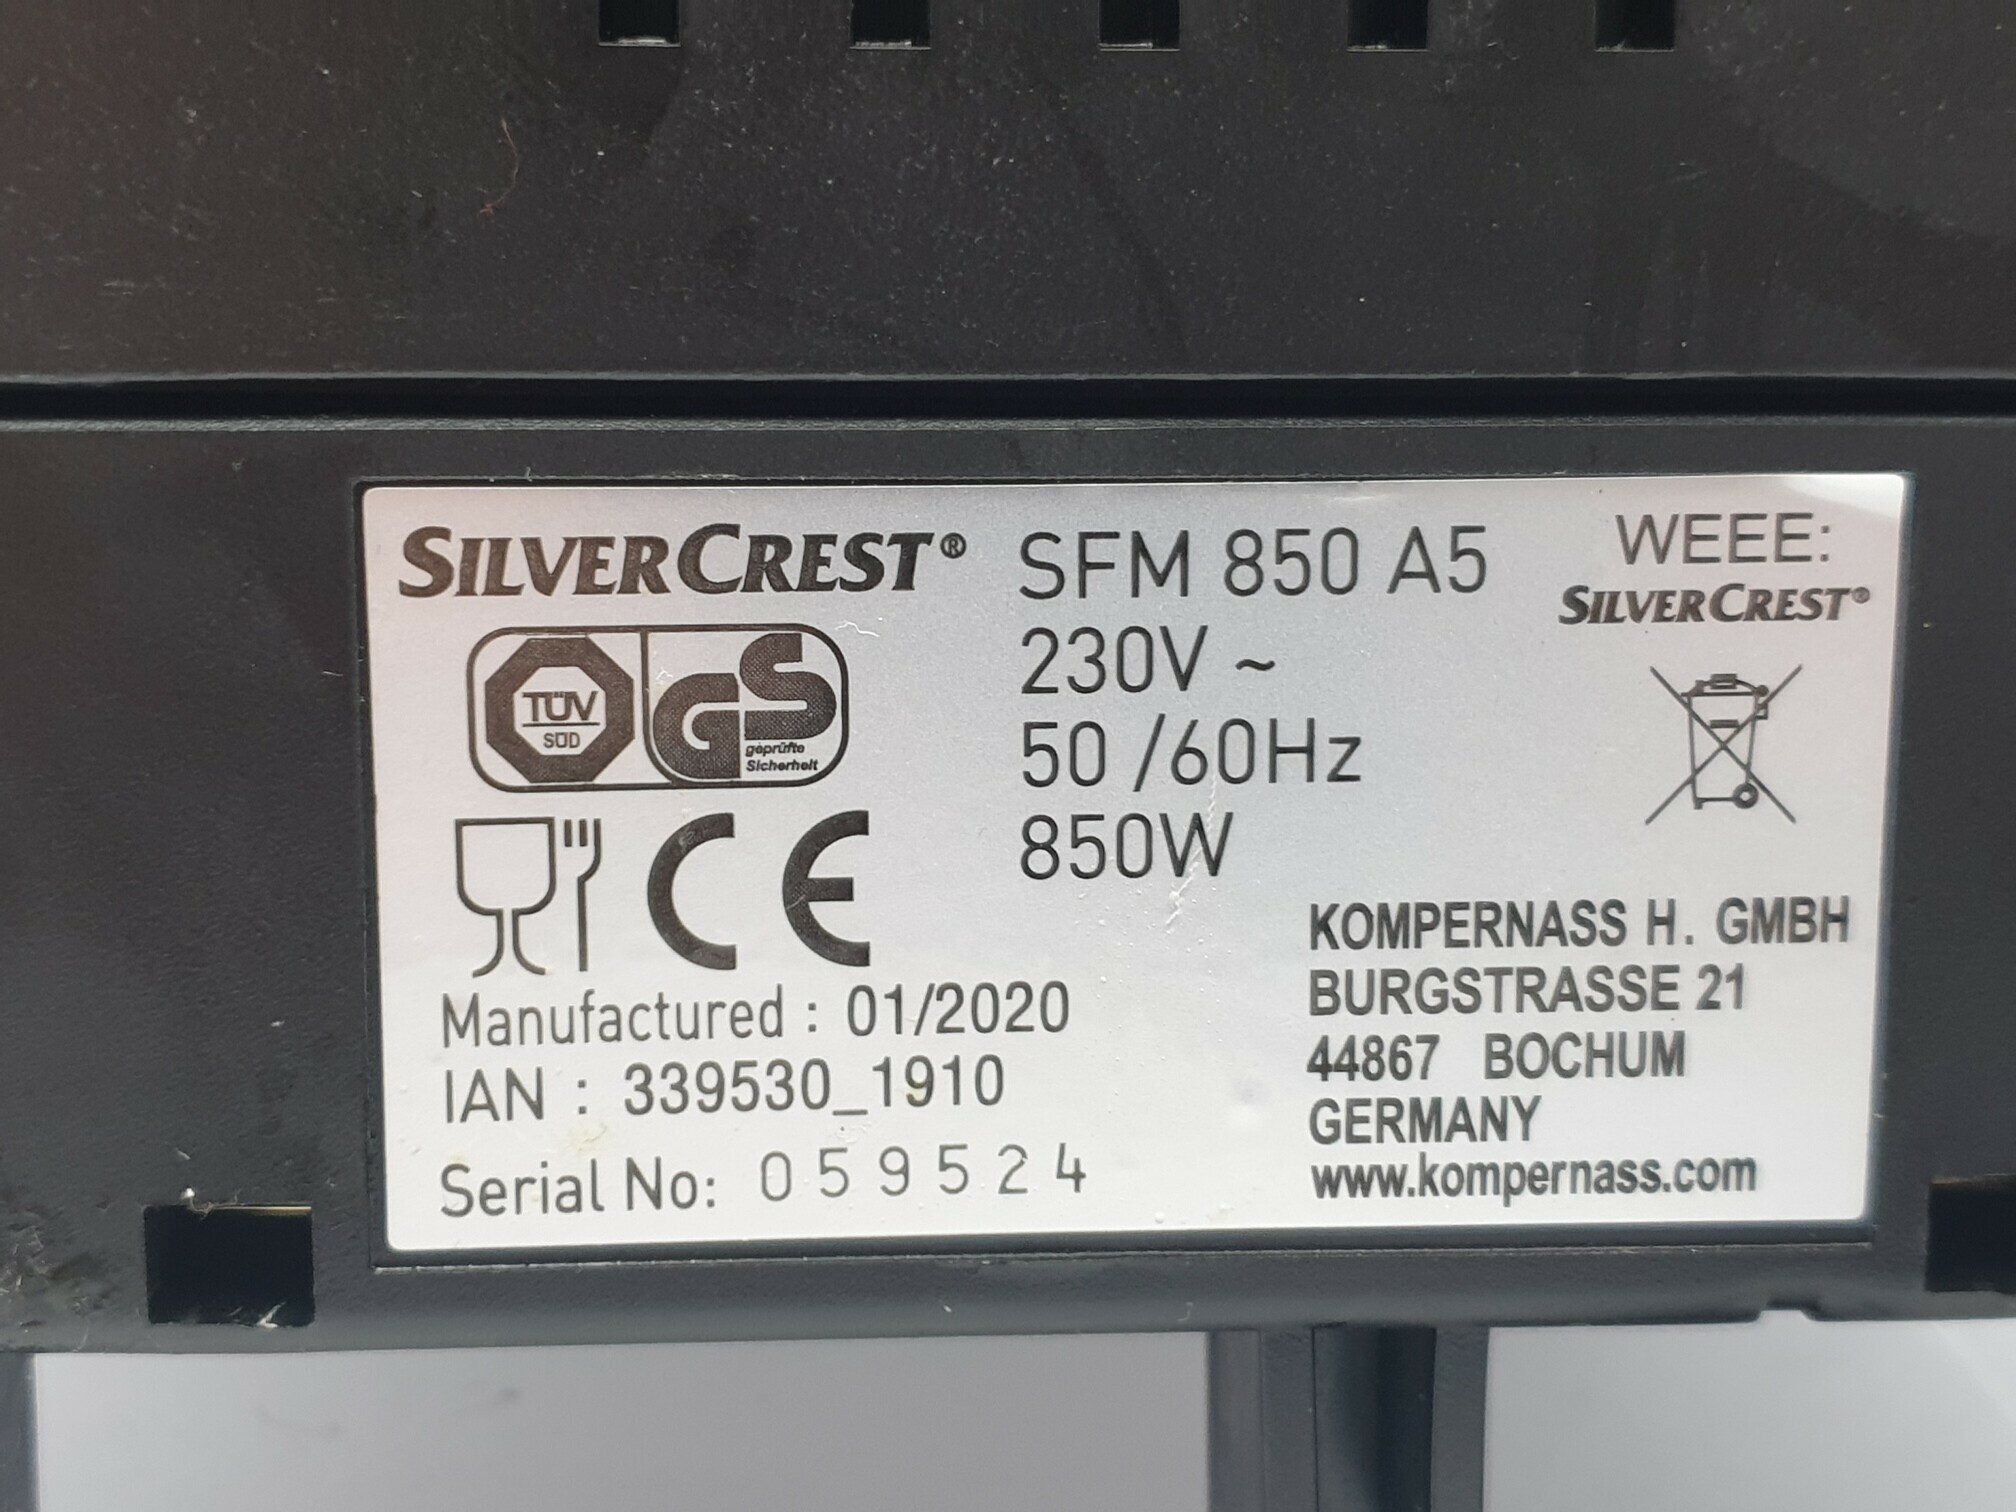 SILVERCREST® SFM 850 A5
WEEE:
SILVERCREST®
TÜV
SÜD
GS
geprüfte
Sicherheit
230V ~
50 /60Hz
850W
CE
Manufactured : 01/2020
IAN : 339530_1910
Serial No: 059524
KOMPERNASS H. GMBH
BURGSTRASSE 21
44867 BOCHUM
GERMANY
www.kompernass.com